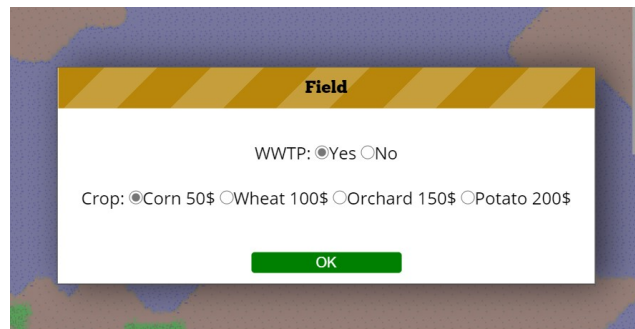 Field
WWTP: Yes No
Crop: Corn 50$ Wheat 100$ Orchard 150$ Potato 200$
OK